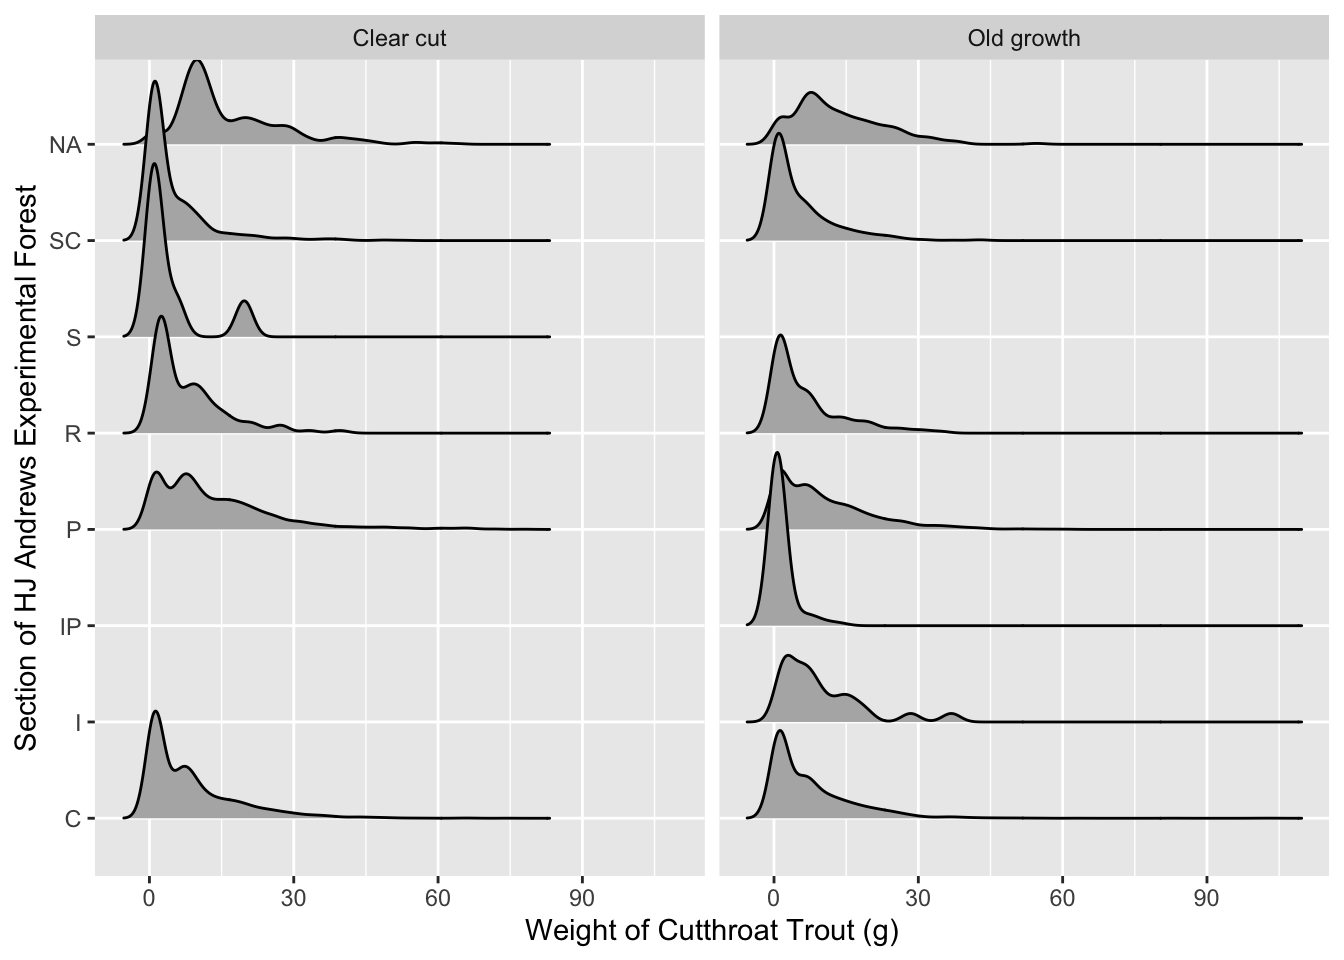 Clear cut
Old growth
Section of HJ Andrews Experimental Forest
NA
SC
S
R
P
IP
I
C
0 30 60 90
0 30 60 90
Weight of Cutthroat Trout (g)